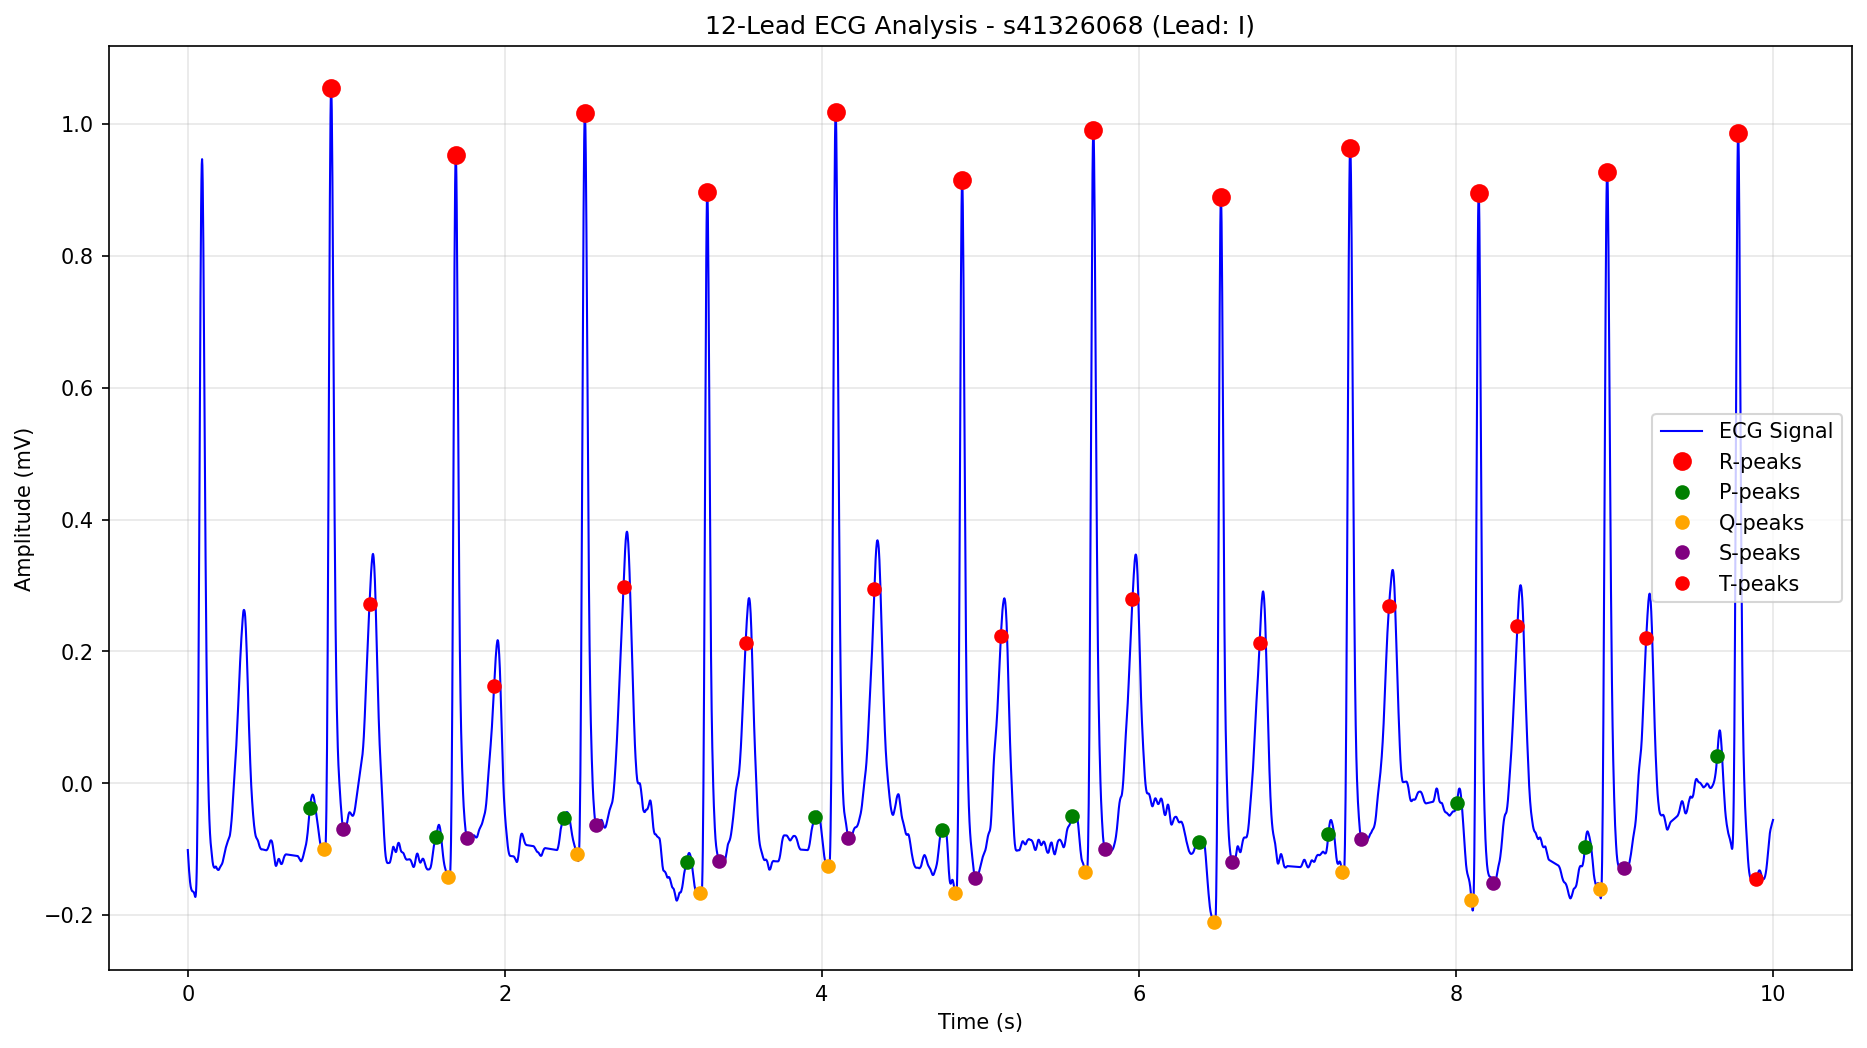 12-Lead ECG Analysis - s41326068 (Lead: I)
Amplitude (mV)
1.0
0.8
0.6
0.4
0.2
0.0
−0.2
ECG Signal
R-peaks
P-peaks
Q-peaks
S-peaks
T-peaks
0 2 4 6 8 10
Time (s)